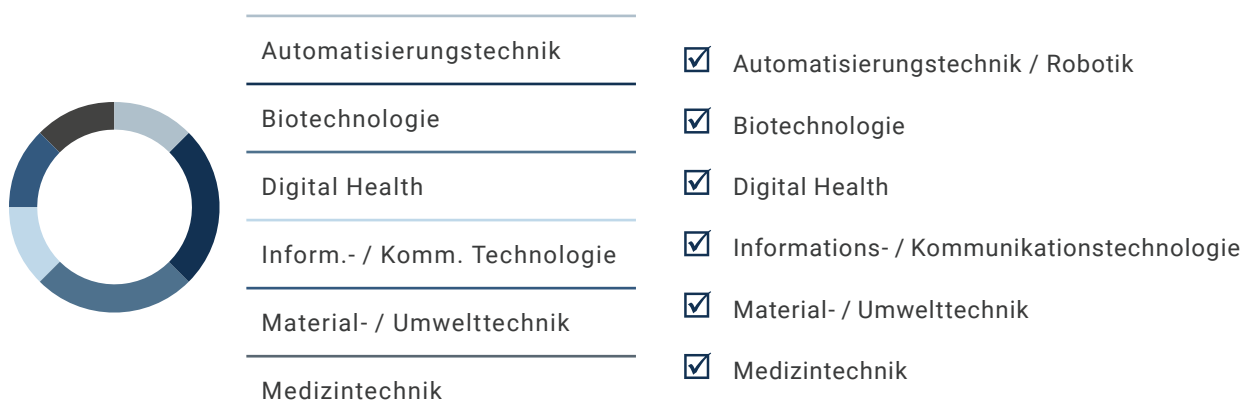 Automatisierungstechnik
Biotechnologie
Digital Health
Inform.- / Komm. Technologie
Material- / Umwelttechnik
Medizintechnik
Automatisierungstechnik / Robotik
Biotechnologie
Digital Health
Informations- / Kommunikationstechnologie
Material- / Umwelttechnik
Medizintechnik